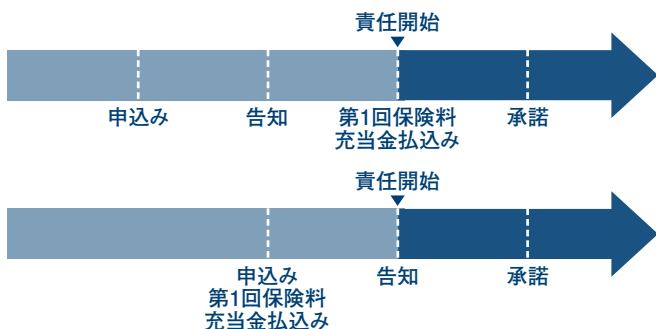 責任開始
申込み
告知
第1回保険料
充当金払込み
承諾
責任開始
申込み
第1回保険料
充当金払込み
告知
承諾